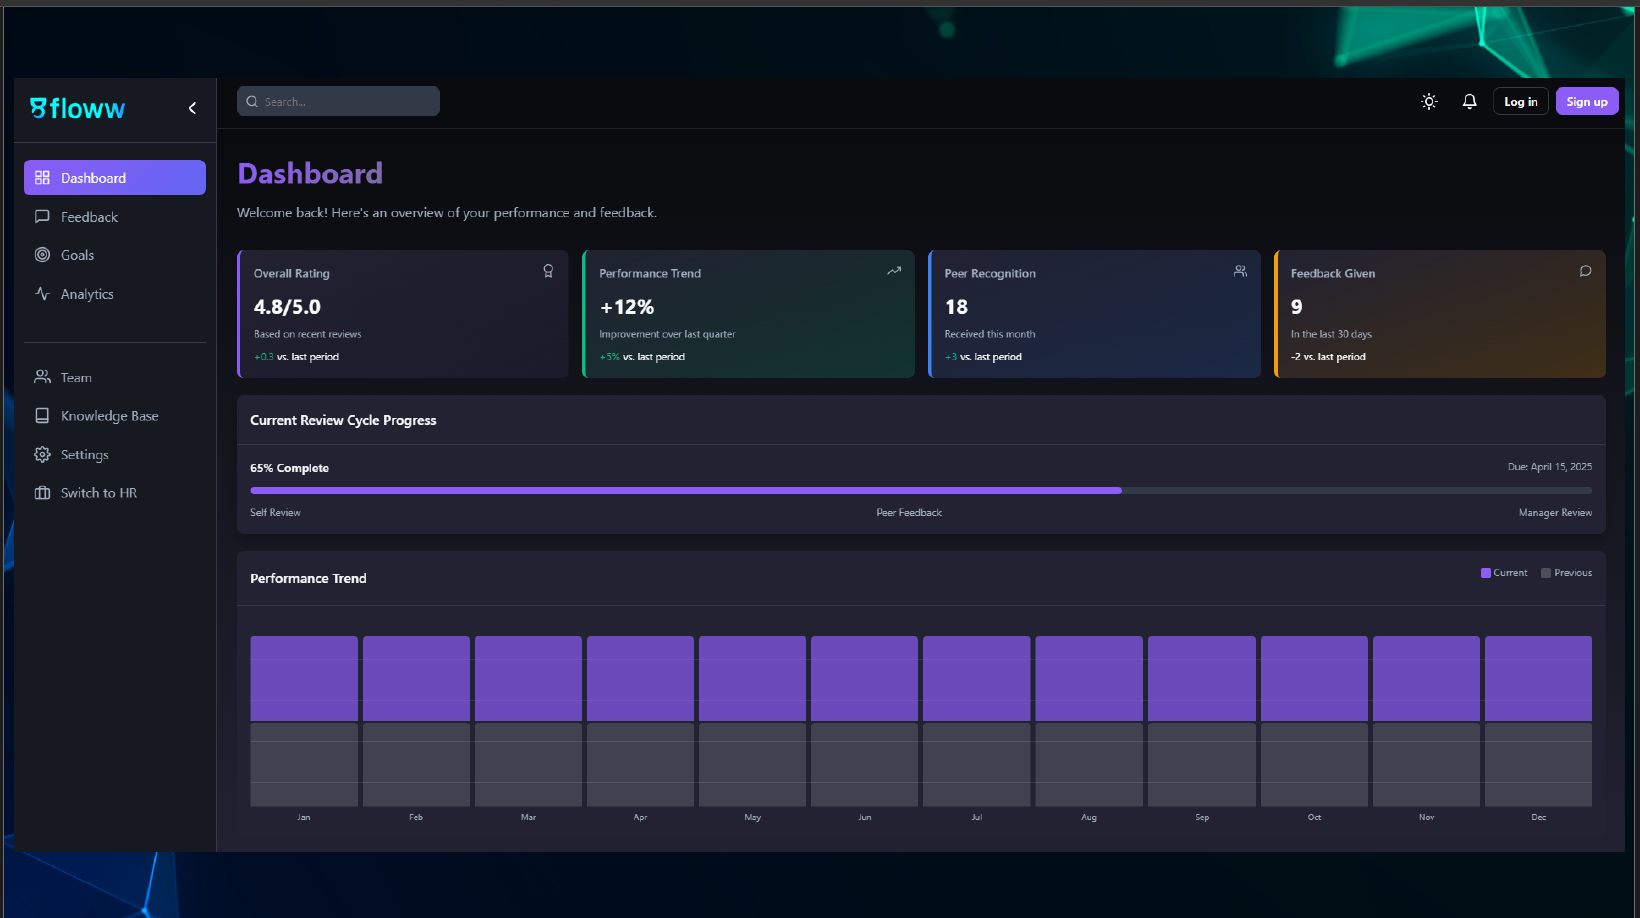 floww
Search...
Log in
Sign up
Dashboard
Feedback
Goals
Analytics
Team
Knowledge Base
Settings
Switch to HR
Dashboard
Welcome back! Here's an overview of your performance and feedback.
Overall Rating
4.8/5.0
Based on recent reviews
+0.3 vs. last period
Performance Trend
+12%
Improvement over last quarter
+5% vs. last period
Peer Recognition
18
Received this month
+3 vs. last period
Feedback Given
9
In the last 30 days
-2 vs. last period
Current Review Cycle Progress
65% Complete
Due: April 15, 2025
Self Review
Peer Feedback
Manager Review
Performance Trend
Current
Previous
Jan
Feb
Mar
Apr
May
Jun
Jul
Aug
Sep
Oct
Nov
Dec